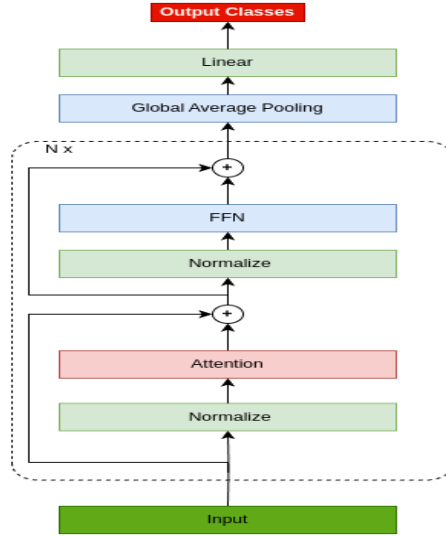 Output Classes
Linear
Global Average Pooling
N x
+
FFN
Normalize
+
Attention
Normalize
Input